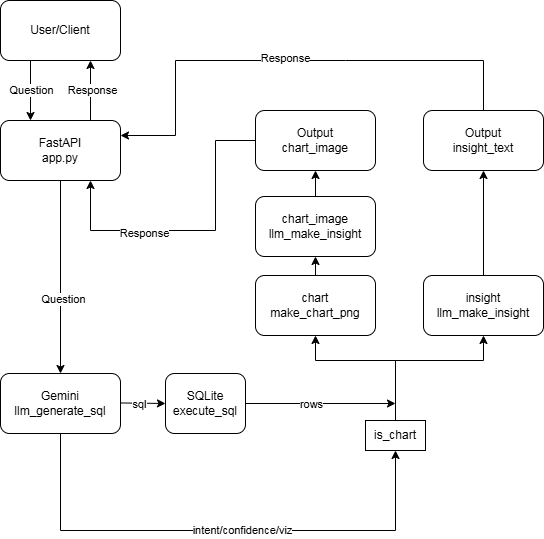 User/Client
Question
Response
Response
FastAPI
app.py
Output
chart_image
Output
insight_text
Response
chart_image
llm_make_insight
Question
chart
make_chart_png
insight
llm_make_insight
Gemini
llm_generate_sql
sql
SQLite
execute_sql
rows
is_chart
intent/confidence/viz